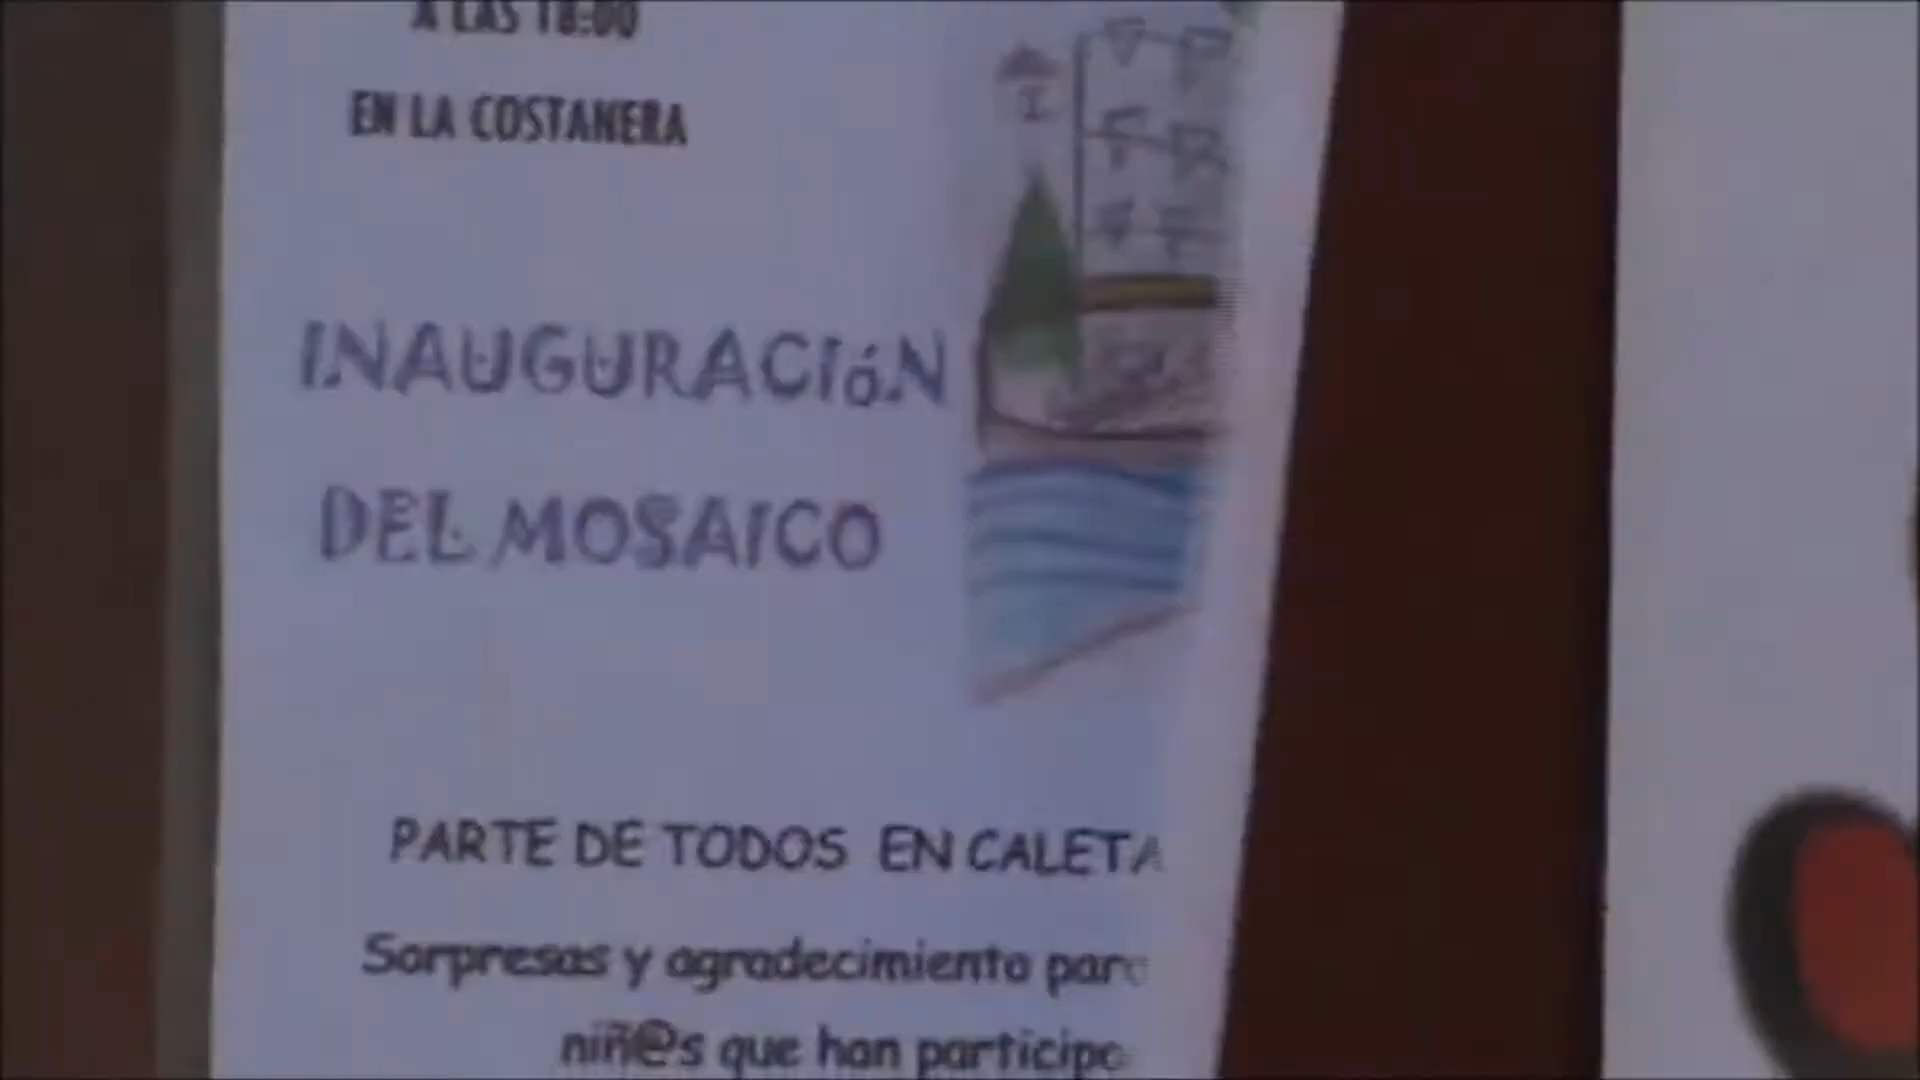 A LAS 18:00
EN LA COSTANERA
INAUGURACIóN
DEL MOSAICO
PARTE DE TODOS EN CALETA
Sorpresas y agradecimiento para
niñ@s que han particip